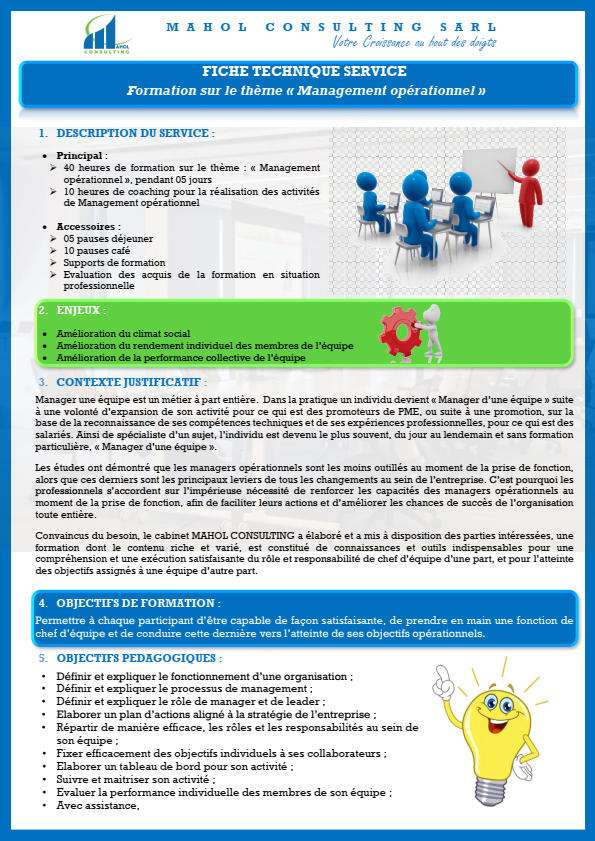 MAHOL
CONSULTING
MAHOL CONSULTING SARL
Votre Croissance au bout des doigts
FICHE TECHNIQUE SERVICE
Formation sur le thème « Management opérationnel »
1. DESCRIPTION DU SERVICE :
• Principal :
➢ 40 heures de formation sur le thème : « Management
opérationnel », pendant 05 jours
➢ 10 heures de coaching pour la réalisation des activités
de Management opérationnel
• Accessoires :
➢ 05 pauses déjeuner
➢ 10 pauses café
➢ Supports de formation
➢ Evaluation des acquis de la formation en situation
professionnelle
2. ENJEUX :
• Amélioration du climat social
• Amélioration du rendement individuel des membres de l'équipe
• Amélioration de la performance collective de l'équipe
3. CONTEXTE JUSTIFICATIF :
Manager une équipe est un métier à part entière. Dans la pratique un individu devient « Manager d'une équipe » suite
à une volonté d'expansion de son activité pour ce qui est des promoteurs de PME, ou suite à une promotion, sur la
base de la reconnaissance de ses compétences techniques et de ses expériences professionnelles, pour ce qui est des
salariés. Ainsi de spécialiste d'un sujet, l'individu est devenu le plus souvent, du jour au lendemain et sans formation
particulière, « Manager d'une équipe ».
Les études ont démontré que les managers opérationnels sont les moins outillés au moment de la prise de fonction,
alors que ces derniers sont les principaux leviers de tous les changements au sein de l'entreprise. C'est pourquoi les
professionnels s'accordent sur l'impérieuse nécessité de renforcer les capacités des managers opérationnels au
moment de la prise de fonction, afin de faciliter leurs actions et d'améliorer les chances de succès de l'organisation
toute entière.
Convaincus du besoin, le cabinet MAHOL CONSULTING a élaboré et a mis à disposition des parties intéressées, une
formation dont le contenu riche et varié, est constitué de connaissances et outils indispensables pour une
compréhension et une exécution satisfaisante du rôle et responsabilité de chef d'équipe d'une part, et pour l'atteinte
des objectifs assignés à une équipe d'autre part.
4. OBJECTIFS DE FORMATION :
Permettre à chaque participant d'être capable de façon satisfaisante, de prendre en main une fonction de
chef d'équipe et de conduire cette dernière vers l'atteinte de ses objectifs opérationnels.
5. OBJECTIFS PEDAGOGIQUES :
• Définir et expliquer le fonctionnement d'une organisation ;
• Définir et expliquer le processus de management ;
• Définir et expliquer le rôle de manager et de leader ;
• Elaborer un plan d'actions aligné à la stratégie de l'entreprise ;
• Répartir de manière efficace, les rôles et les responsabilités au sein de
son équipe ;
• Fixer efficacement des objectifs individuels à ses collaborateurs ;
• Elaborer un tableau de bord pour son activité ;
• Suivre et maitriser son activité ;
• Evaluer la performance individuelle des membres de son équipe ;
• Avec assistance,